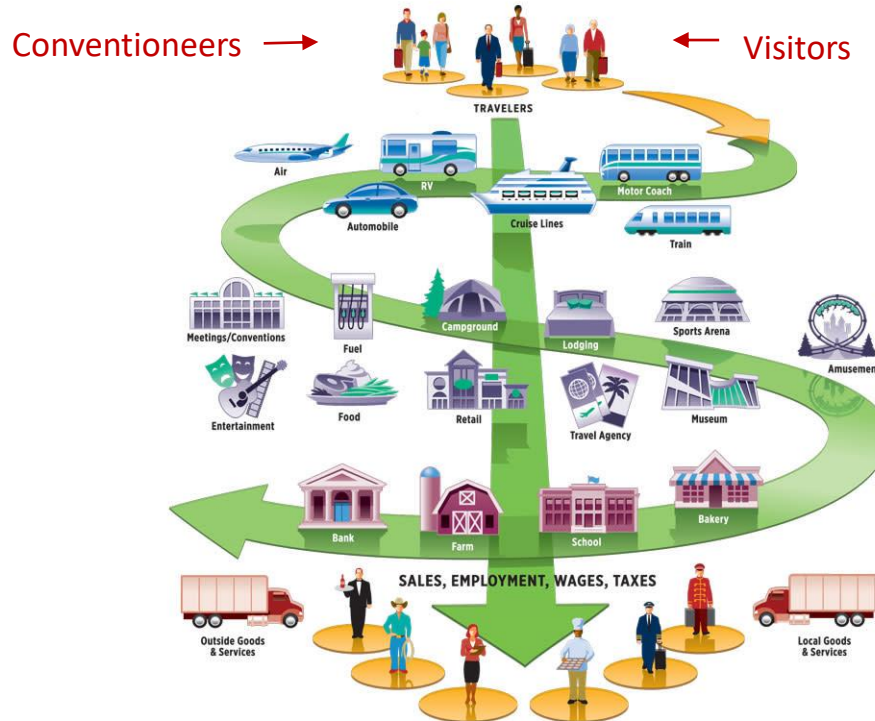 Conventioneers
Visitors
TRAVELERS
Air
RV
Motor Coach
Automobile
Cruise Lines
Train
Meetings/Conventions
Fuel
Campground
Lodging
Sports Arena
Amusemen
Entertainment
Food
Retail
Travel Agency
Museum
Bank
Farm
School
Bakery
SALES, EMPLOYMENT, WAGES, TAXES
Outside Goods
& Services
Local Goods
& Services